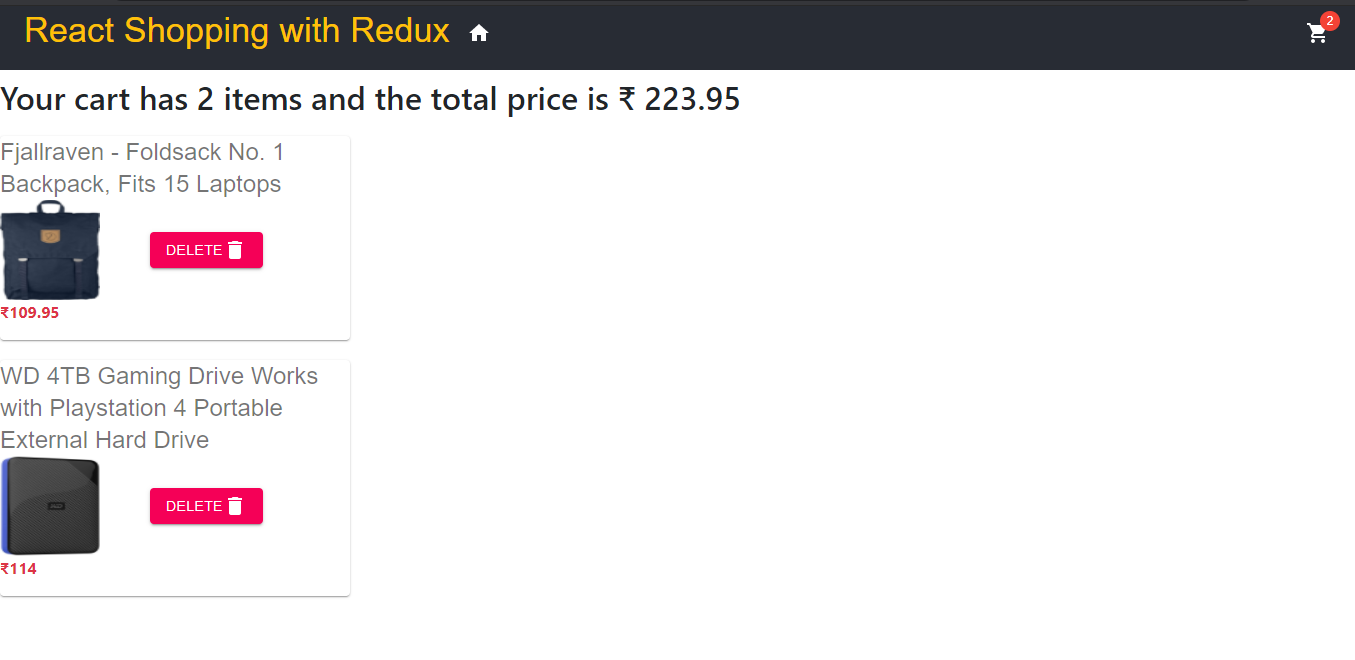 React Shopping with Redux
2
Your cart has 2 items and the total price is ₹ 223.95
Fjallraven - Foldsack No. 1
Backpack, Fits 15 Laptops
DELETE
₹109.95
WD 4TB Gaming Drive Works
with Playstation 4 Portable
External Hard Drive
DELETE
₹114